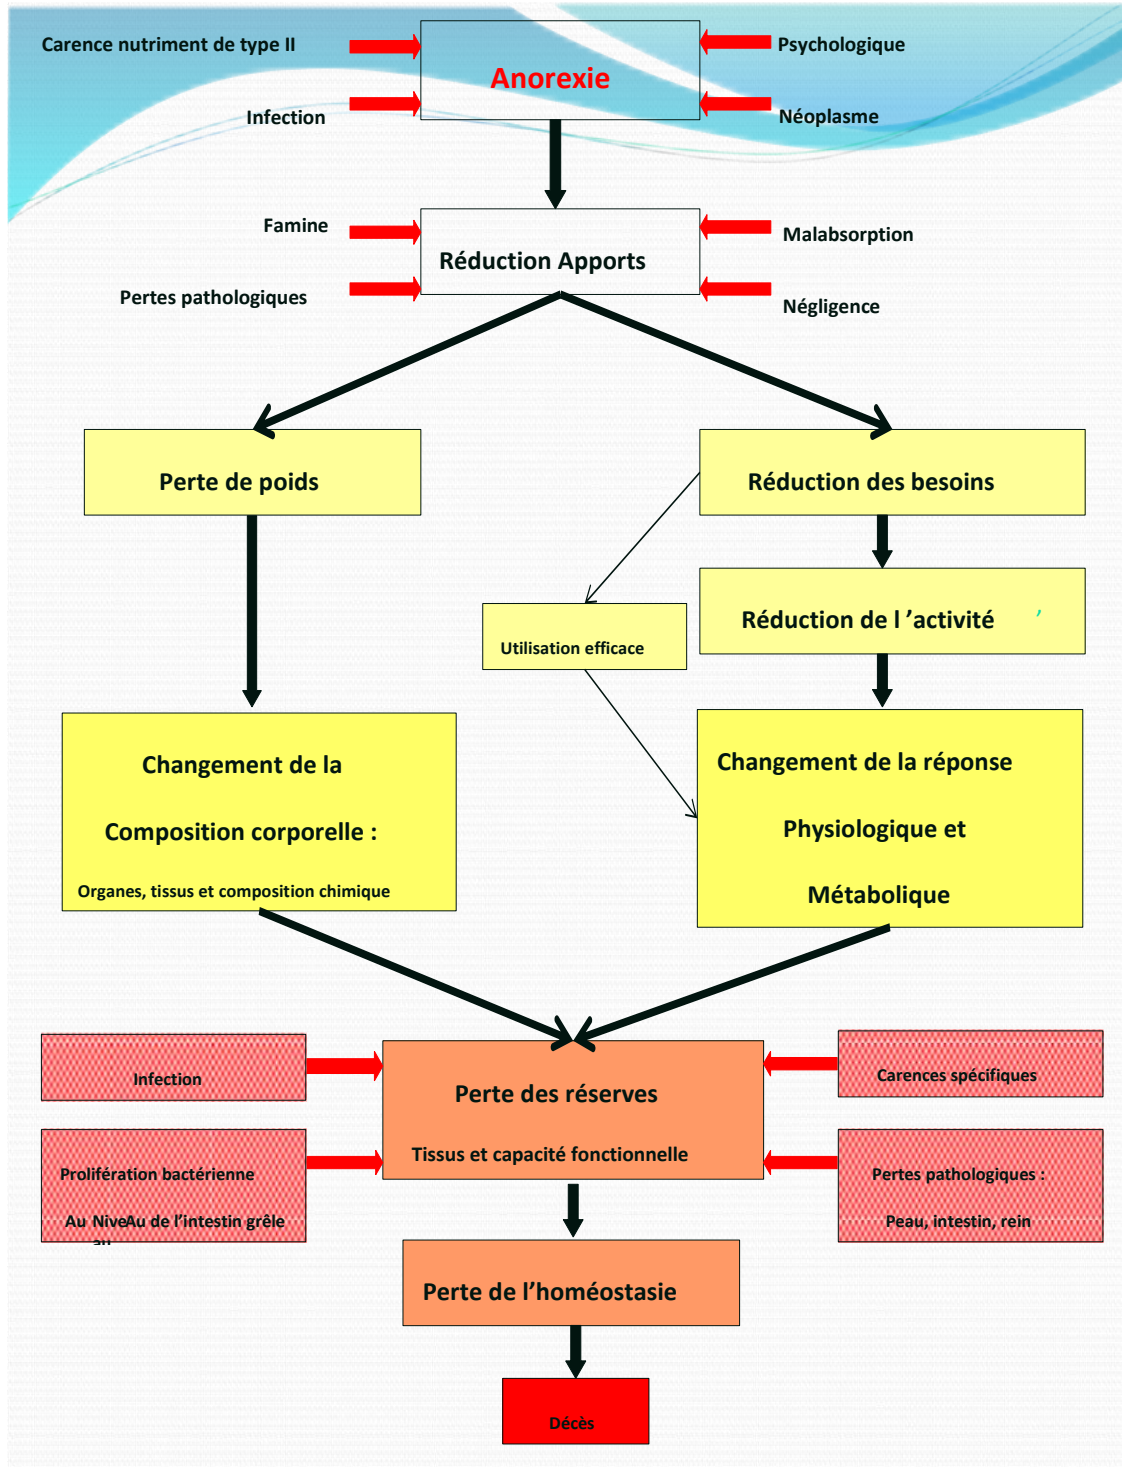 Carence nutriment de type II
Psychologique
Anorexie
Infection
Néoplasme
Famine
Malabsorption
Réduction Apports
Pertes pathologiques
Négligence
Perte de poids
Réduction des besoins
Réduction de l ’activité ’
Utilisation efficace
Changement de la
Composition corporelle :
Organes, tissus et composition chimique
Changement de la réponse
Physiologique et
Métabolique
Infection
Perte des réserves
Tissus et capacité fonctionnelle
Carences spécifiques
Prolifération bactérienne
Au NiveAu de l’intestin grêle
au
Pertes pathologiques :
Peau, intestin, rein
Perte de l’homéostasie
Décès